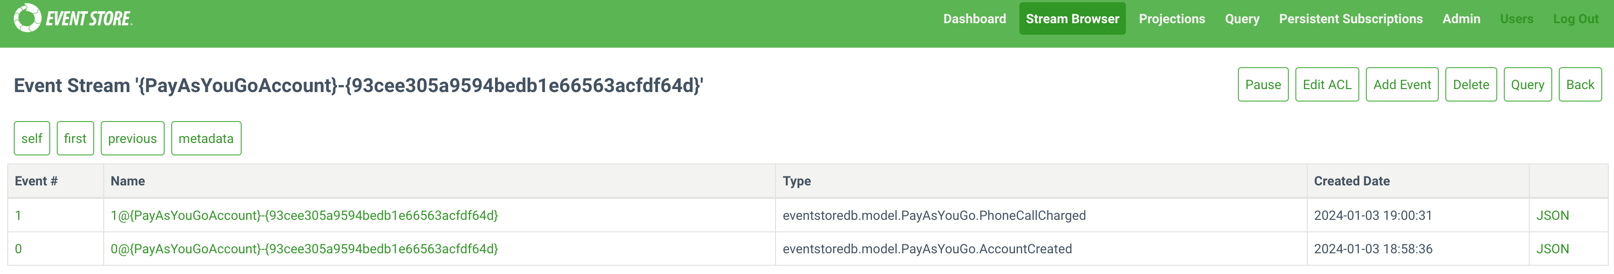 EVENT STORE
Dashboard Stream Browser Projections Query Persistent Subscriptions Admin Users Log Out
Event Stream '{PayAsYouGoAccount}-{93cee305a9594bedb1e66563acfdf64d}'
Pause Edit ACL Add Event Delete Query Back
self first previous metadata
Event # Name Type Created Date
1 1@{PayAsYouGoAccount}-{93cee305a9594bedb1e66563acfdf64d} eventstoredb.model.PayAsYouGo.PhoneCallCharged 2024-01-03 19:00:31 JSON
0 0@{PayAsYouGoAccount}-{93cee305a9594bedb1e66563acfdf64d} eventstoredb.model.PayAsYouGo.AccountCreated 2024-01-03 18:58:36 JSON